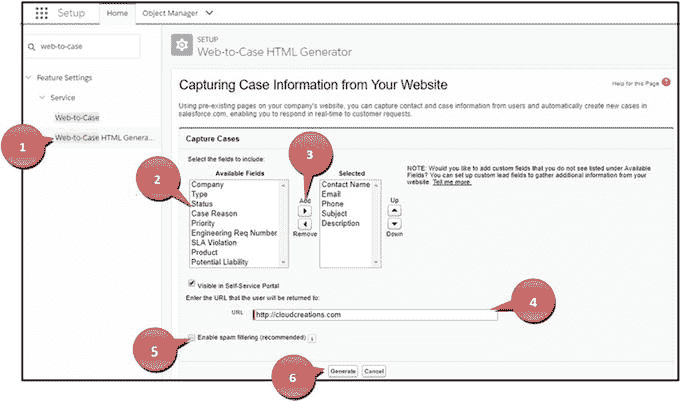 Setup
Home
Object Manager
web-to-case
SETUP
Web-to-Case HTML Generator
Feature Settings
Service
Web-to-Case
Web-to-Case HTML Genera...
Capturing Case Information from Your Website
Help for this Page
Using pre-existing pages on your company's website, you can capture contact and case information from users and automatically create new cases in
salesforce.com, enabling you to respond in real-time to customer requests.
Capture Cases
Select the fields to include:
Available Fields
Company
Type
Status
Case Reason
Priority
Engineering Req Number
SLA Violation
Product
Potential Liability
Add
Remove
Selected
Contact Name
Email
Phone
Subject
Description
Up
Down
NOTE: Would you like to add custom fields that you do not see listed under Available
Fields? You can set up custom lead fields to gather additional information from your
website. Tell me more.
Visible in Self-Service Portal
Enter the URL that the user will be returned to:
URL
http://cloudcreations.com
Enable spam filtering (recommended) i
Generate
Cancel
1
2
3
4
5
6